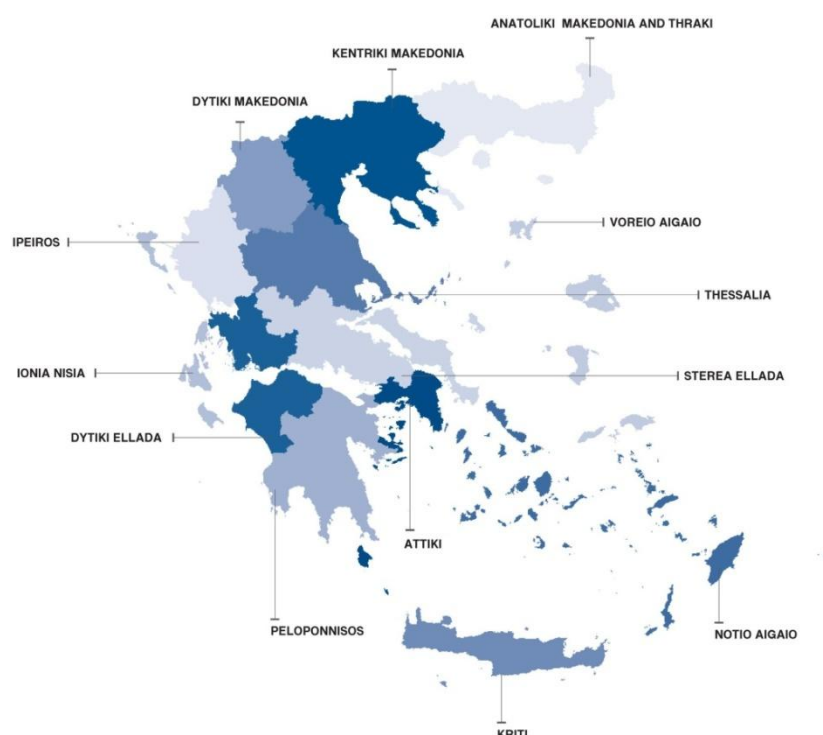 ANATOLIKI MAKEDONIA AND THRAKI
KENTRIKI MAKEDONIA
DYTIKI MAKEDONIA
VOREIO AIGAIO
IPEIROS
THESSALIA
IONIA NISIA
STEREA ELLADA
DYTIKI ELLADA
ATTIKI
PELOPONNISOS
NOTIO AIGAIO
KRITI